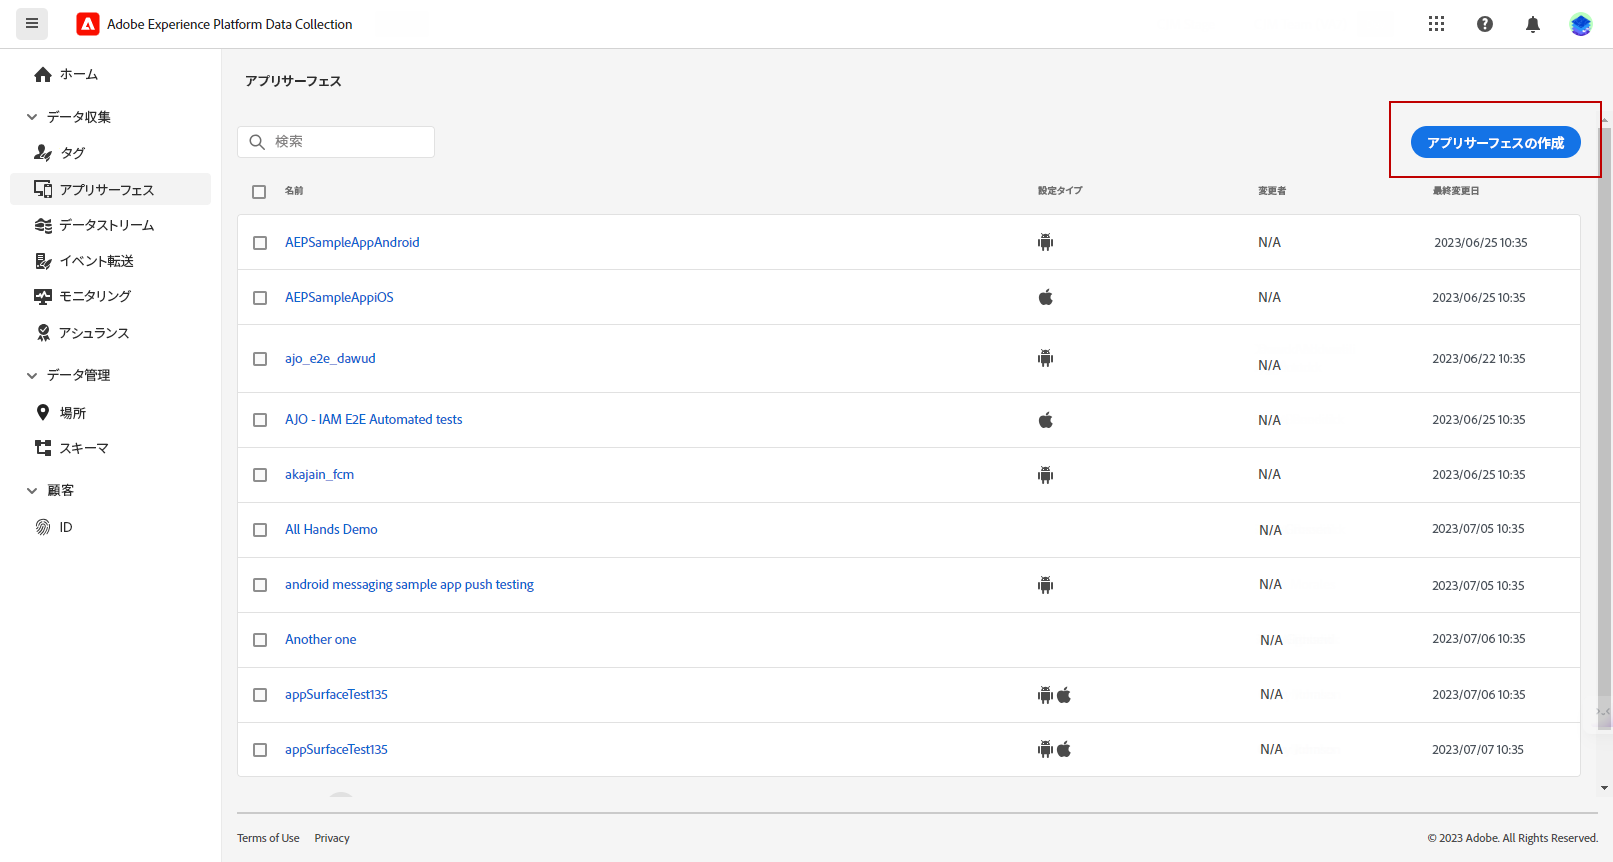 Adobe Experience Platform Data Collection
ホーム
データ収集
タグ
アプリサーフェス
データストリーム
イベント転送
モニタリング
アシュランス
データ管理
場所
スキーマ
顧客
ID
アプリサーフェス
検索
アプリサーフェスの作成
名前 設定タイプ 変更者 最終変更日
AEPSampleAppAndroid N/A 2023/06/25 10:35
AEPSampleAppiOS N/A 2023/06/25 10:35
ajo_e2e_dawud N/A 2023/06/22 10:35
AJO - IAM E2E Automated tests N/A 2023/06/25 10:35
akajain_fcm N/A 2023/06/25 10:35
All Hands Demo N/A 2023/07/05 10:35
android messaging sample app push testing N/A 2023/07/05 10:35
Another one N/A 2023/07/06 10:35
appSurfaceTest135 N/A 2023/07/06 10:35
appSurfaceTest135 N/A 2023/07/07 10:35
Terms of Use Privacy © 2023 Adobe. All Rights Reserved.